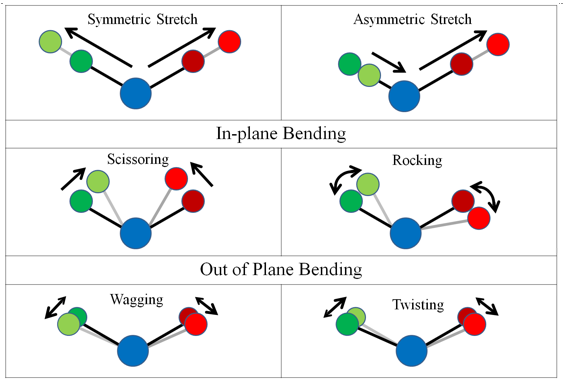 Symmetric Stretch
Asymmetric Stretch
In-plane Bending
Scissoring
Rocking
Out of Plane Bending
Wagging
Twisting